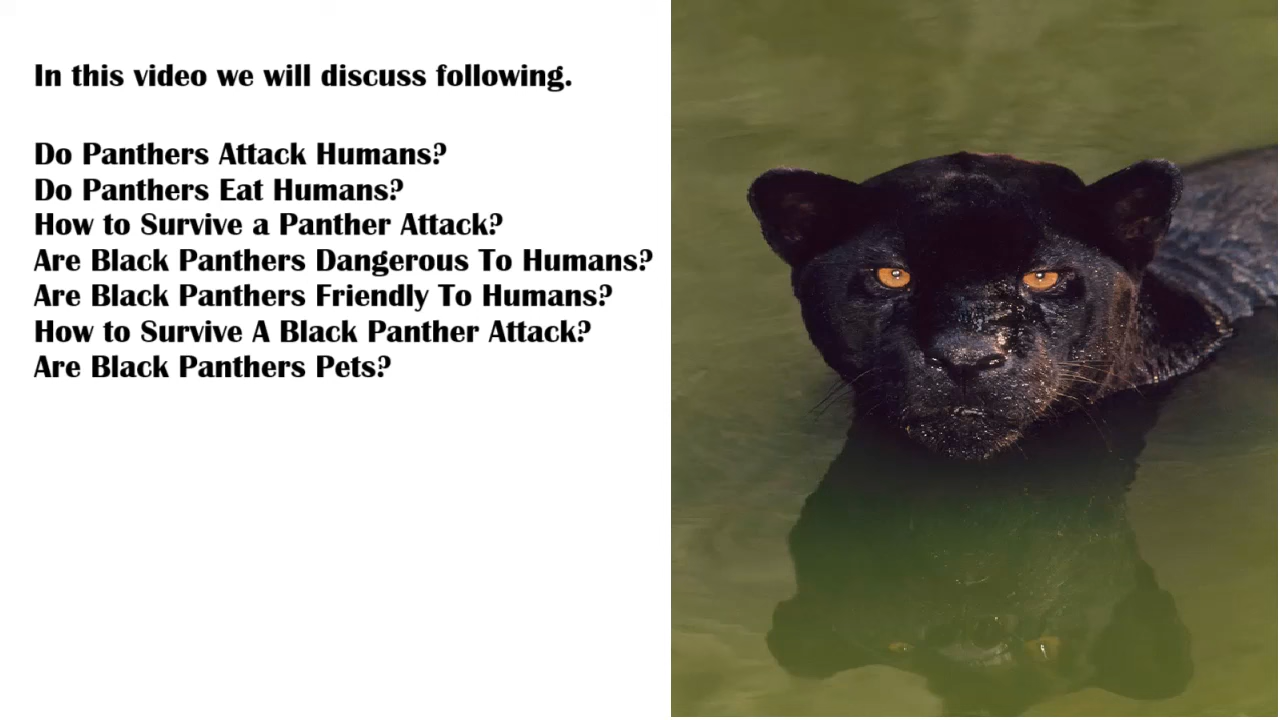 In this video we will discuss following.
Do Panthers Attack Humans?
Do Panthers Eat Humans?
How to Survive a Panther Attack?
Are Black Panthers Dangerous To Humans?
Are Black Panthers Friendly To Humans?
How to Survive A Black Panther Attack?
Are Black Panthers Pets?